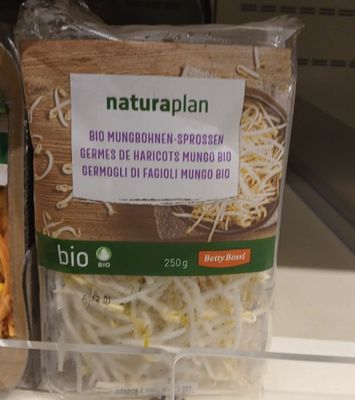 naturaplan
BIO MUNGBOHNEN-SPROSSEN
GERMES DE HARICOTS MUNGO BIO
GERMOGLI DI FAGIOLI MUNGO BIO
bio BIO 250g Betty Bossi